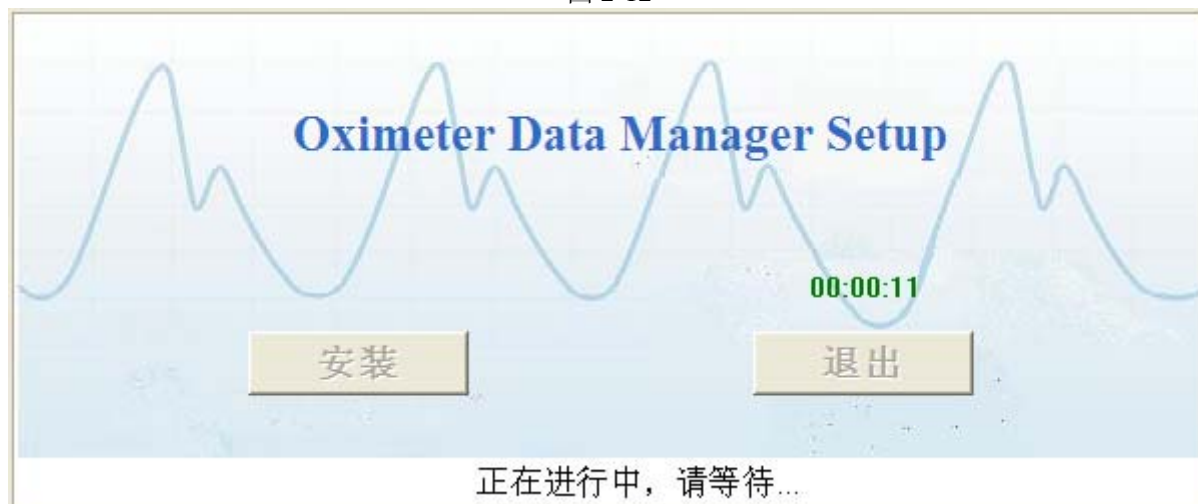 Oximeter Data Manager Setup
00:00:11
安装
退出
正在进行中，请等待...